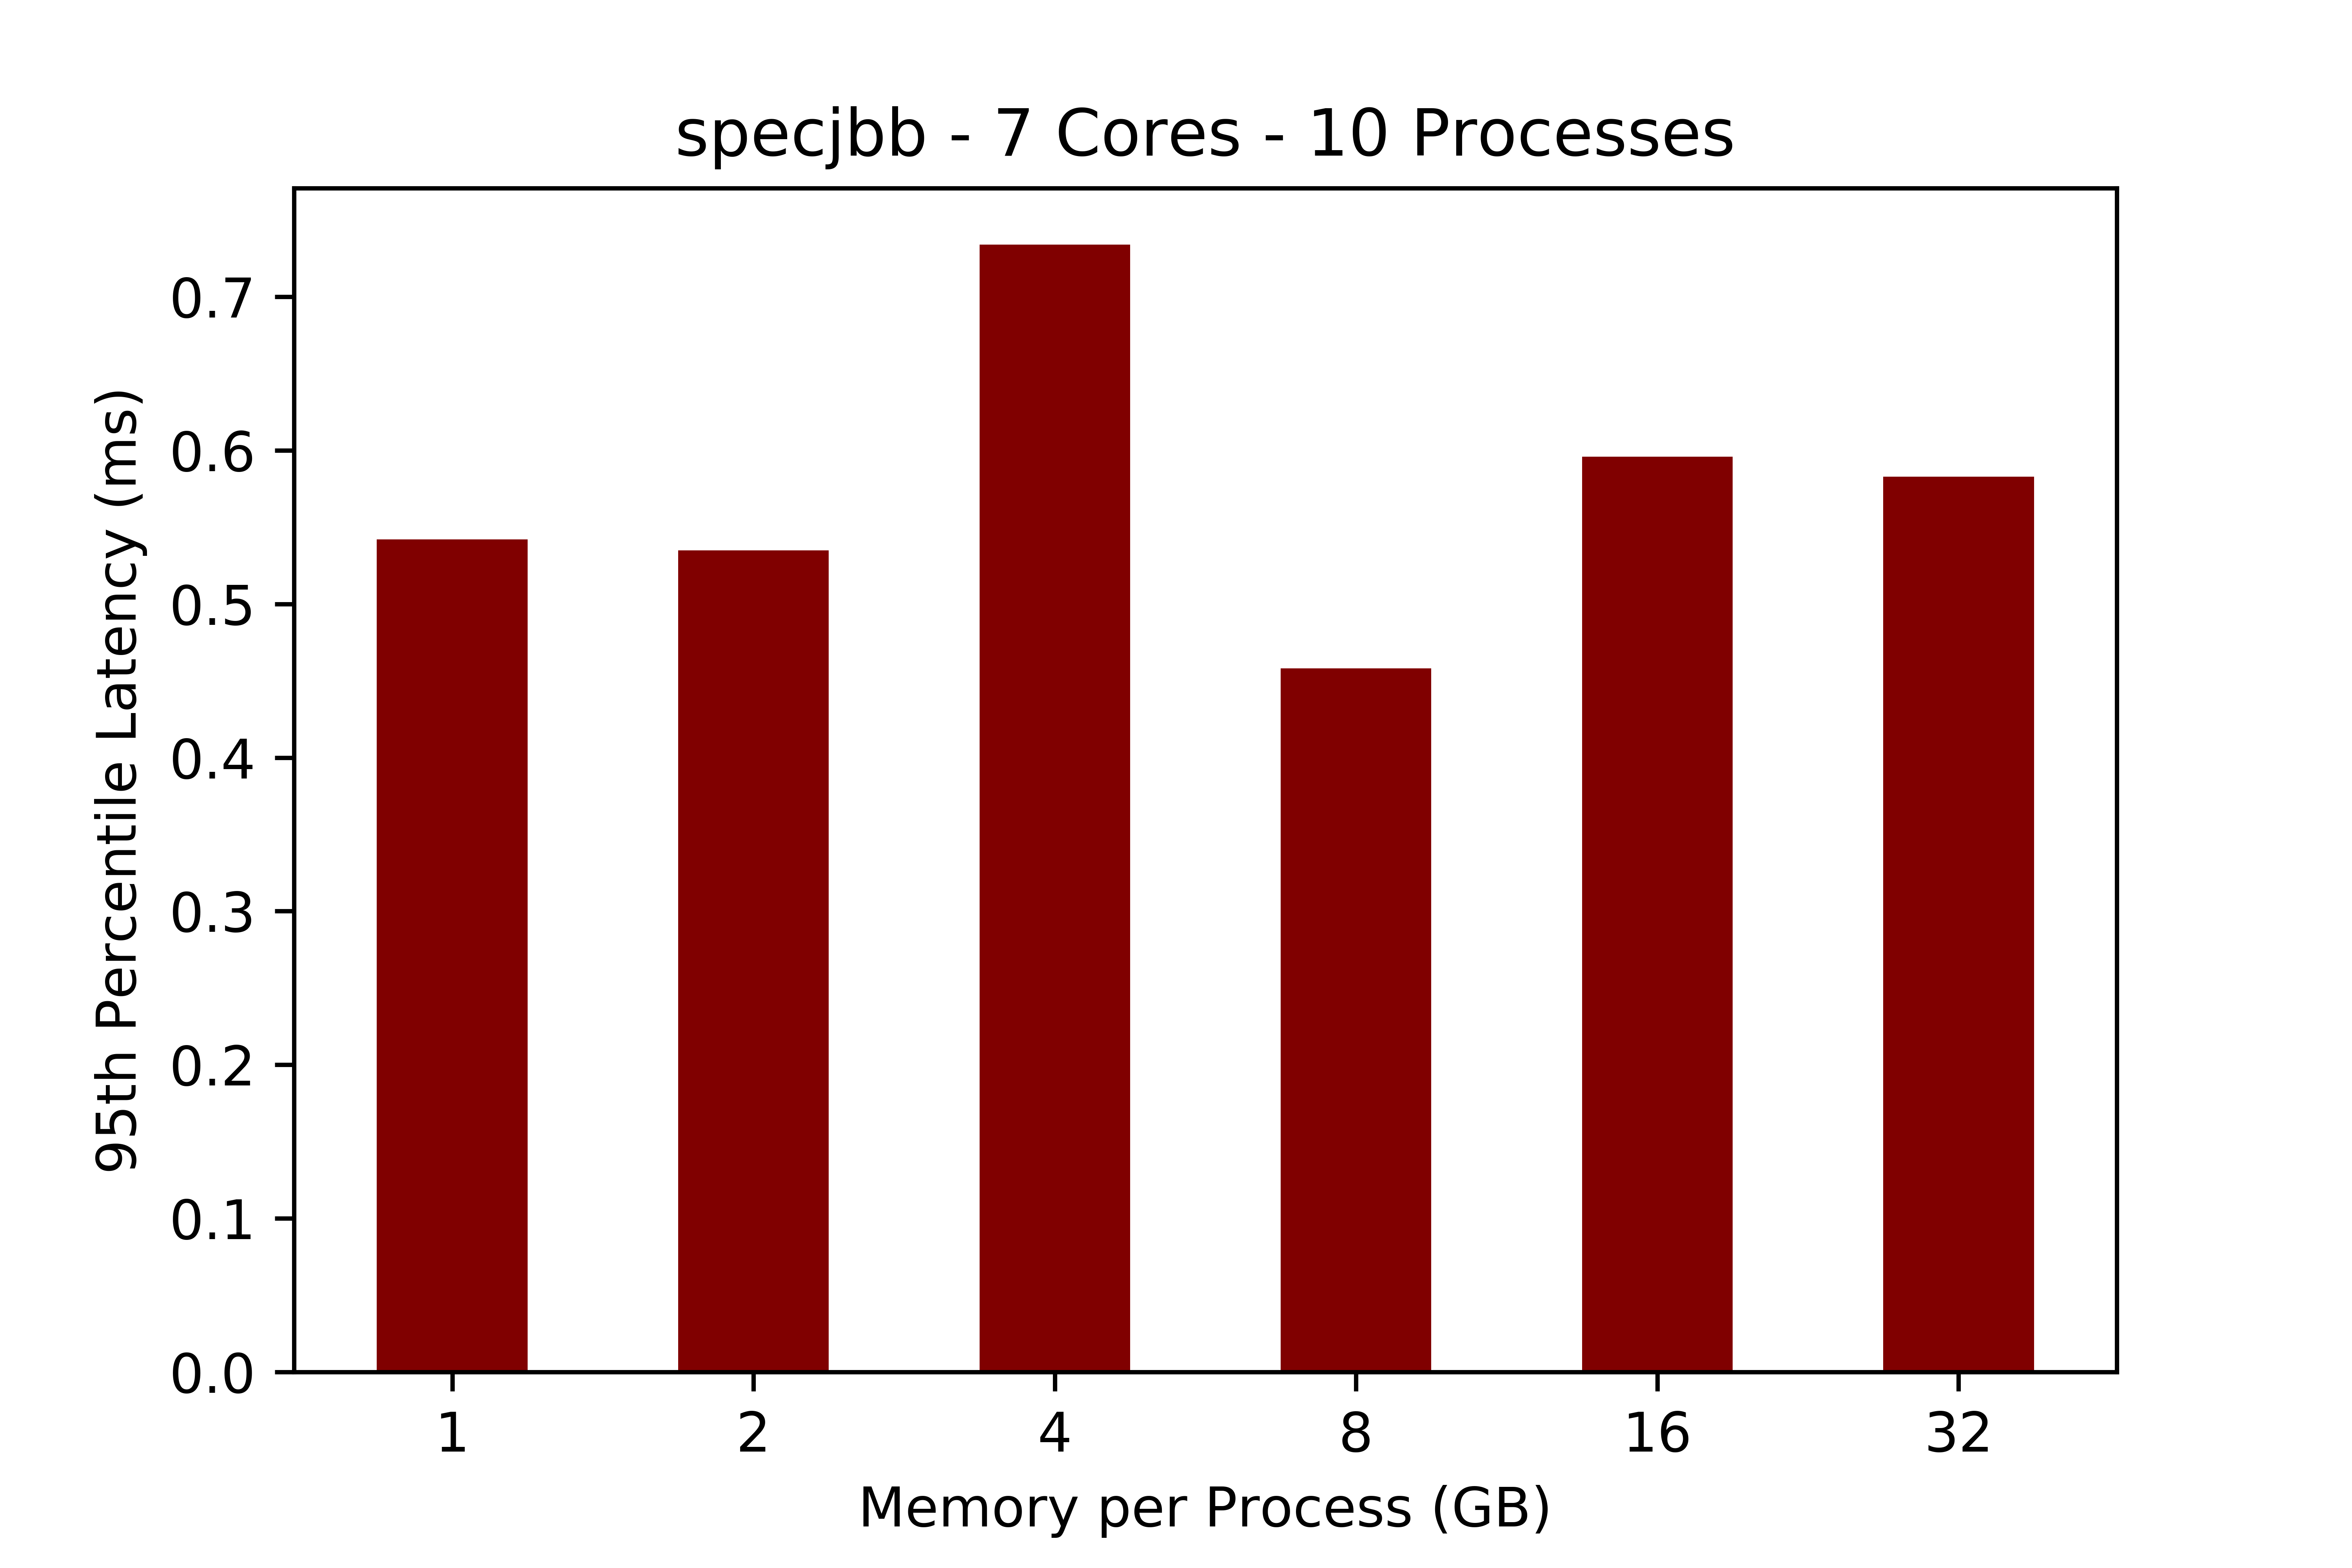 specjbb - 7 Cores - 10 Processes
95th Percentile Latency (ms)
0.7
0.6
0.5
0.4
0.3
0.2
0.1
0.0
1 2 4 8 16 32
Memory per Process (GB)